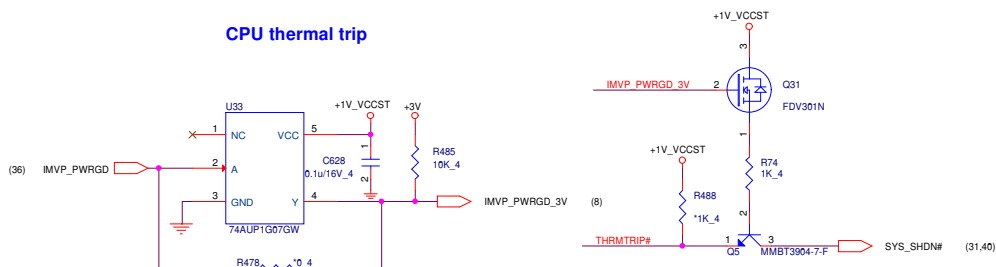 CPU thermal trip
+1V_VCCST
3
IMVP_PWRGD_3V
2
Q31
FDV301N
1
U33
+1V_VCCST
+3V
1
NC
VCC
5
1
C628
0.1u/16V_4
2
R485
10K_4
(36)
IMVP_PWRGD
2
A
3
GND
Y
4
IMVP_PWRGD_3V
(8)
74AUP1G07GW
R478
*0_4
+1V_VCCST
R488
*1K_4
R74
1K_4
2
THRMTRIP#
1
3
Q5
MMBT3904-7-F
SYS_SHDN#
(31,40)